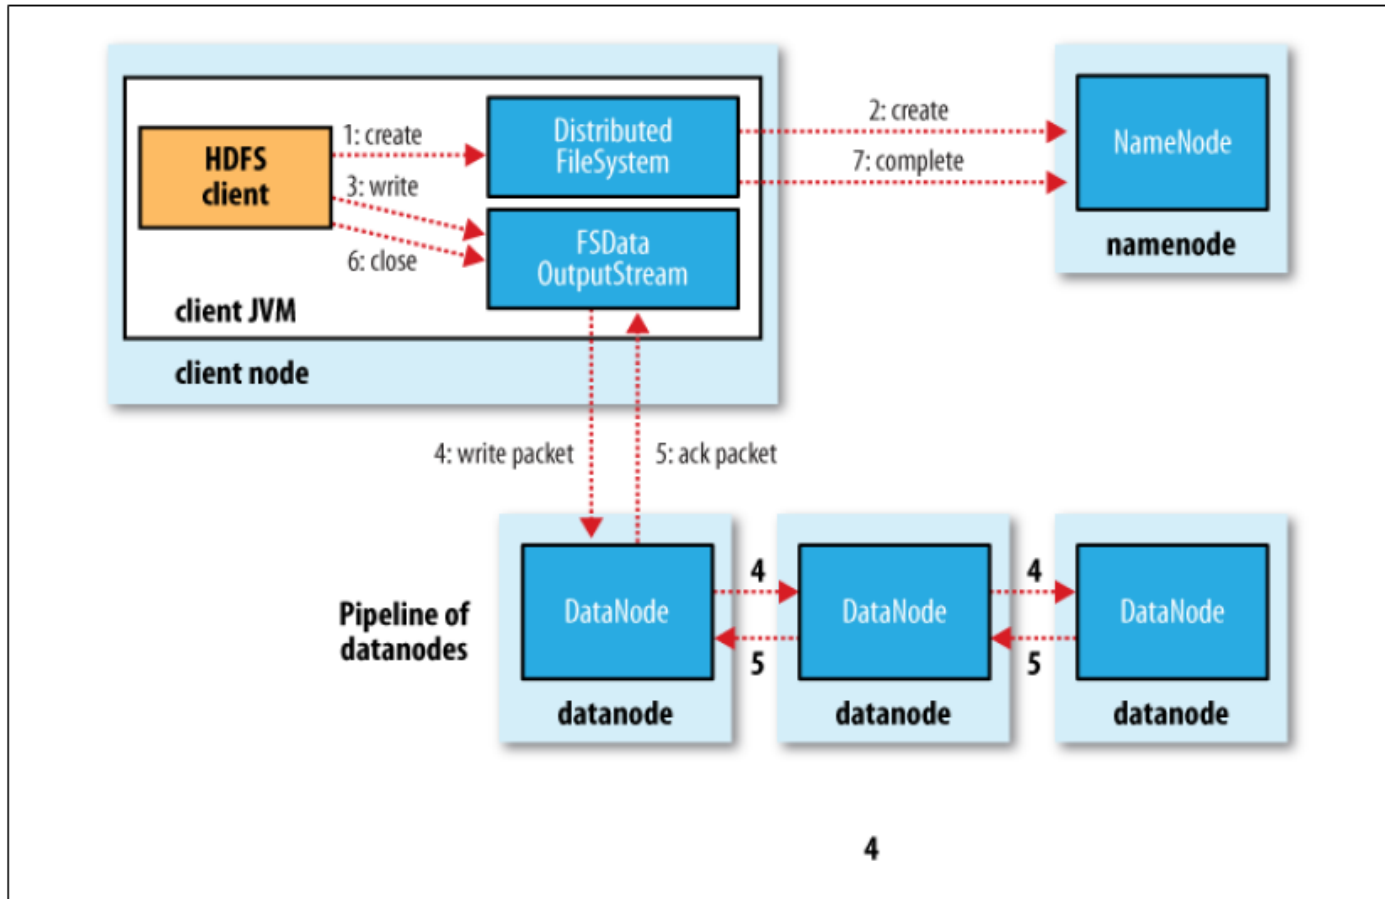 1: create
HDFS
client
3: write
6: close
Distributed
FileSystem
FSData
OutputStream
client JVM
client node
2: create
7: complete
NameNode
namenode
4: write packet
5: ack packet
Pipeline of
datanodes
DataNode
datanode
4
5
DataNode
datanode
4
5
DataNode
datanode
4